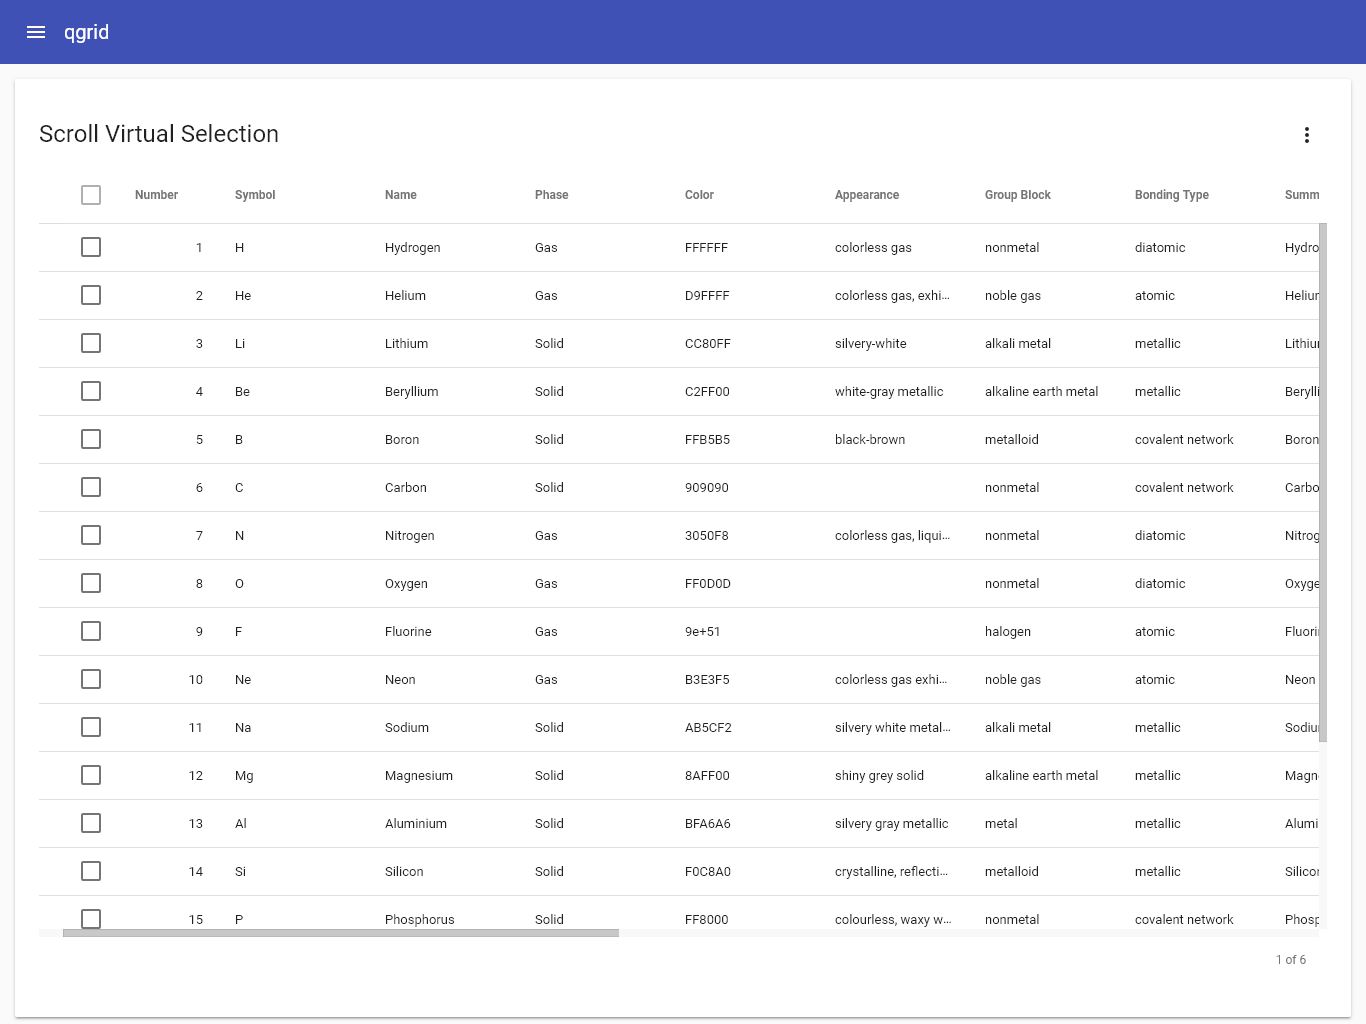 qgrid
Scroll Virtual Selection
Number Symbol Name Phase Color Appearance Group Block Bonding Type Summ
1 H Hydrogen Gas FFFFFF colorless gas nonmetal diatomic Hydro
2 He Helium Gas D9FFFF colorless gas, exhi... noble gas atomic Heliur
3 Li Lithium Solid CC80FF silvery-white alkali metal metallic Lithiur
4 Be Beryllium Solid C2FF00 white-gray metallic alkaline earth metal metallic Berylli
5 B Boron Solid FFB5B5 black-brown metalloid covalent network Boron
6 C Carbon Solid 909090 nonmetal covalent network Carbo
7 N Nitrogen Gas 3050F8 colorless gas, liqui... nonmetal diatomic Nitrog
8 O Oxygen Gas FF0D0D nonmetal diatomic Oxyge
9 F Fluorine Gas 9e+51 halogen atomic Fluori
10 Ne Neon Gas B3E3F5 colorless gas exhi... noble gas atomic Neon
11 Na Sodium Solid AB5CF2 silvery white metal... alkali metal metallic Sodiu
12 Mg Magnesium Solid 8AFF00 shiny grey solid alkaline earth metal metallic Magn
13 Al Aluminium Solid BFA6A6 silvery gray metallic metal metallic Alumi
14 Si Silicon Solid F0C8A0 crystalline, reflecti... metalloid metallic Silico
15 P Phosphorus Solid FF8000 colourless, waxy w... nonmetal covalent network Phosp
1 of 6